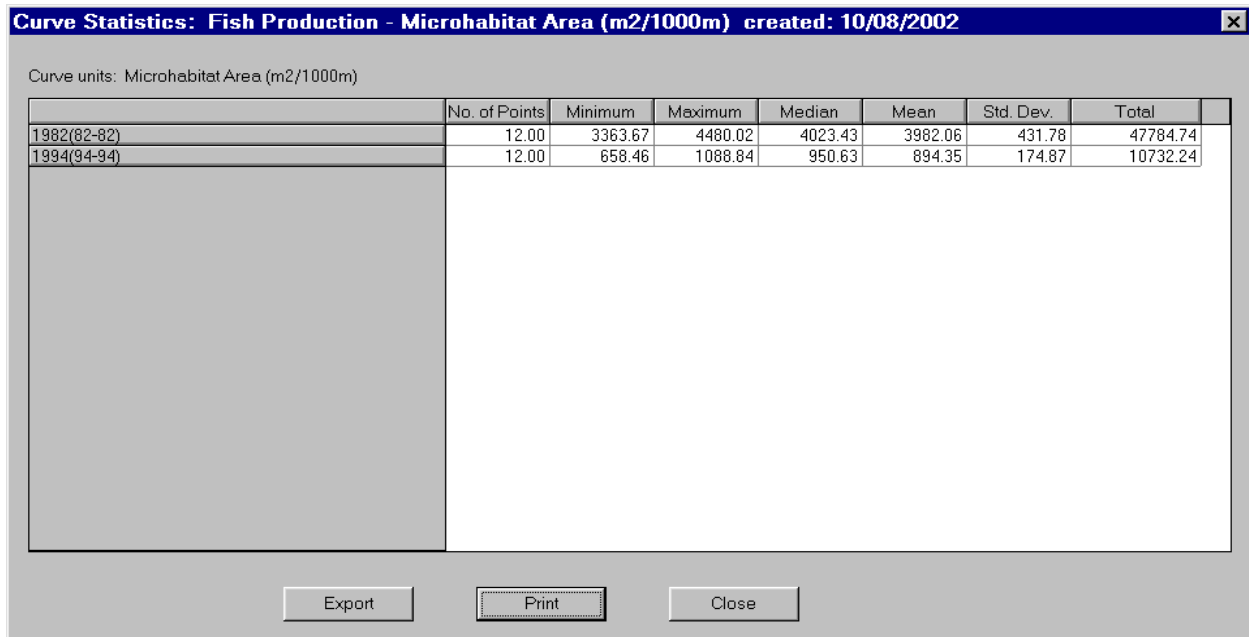 Curve Statistics: Fish Production - Microhabitat Area (m2/1000m) created: 10/08/2002
Curve units: Microhabitat Area (m2/1000m)
No. of Points Minimum Maximum Median Mean Std. Dev. Total
1982(82-82) 12.00 3363.67 4480.02 4023.43 3982.06 431.78 47784.74
1994(94-94) 12.00 658.46 1088.84 950.63 894.35 174.87 10732.24
Export Print Close